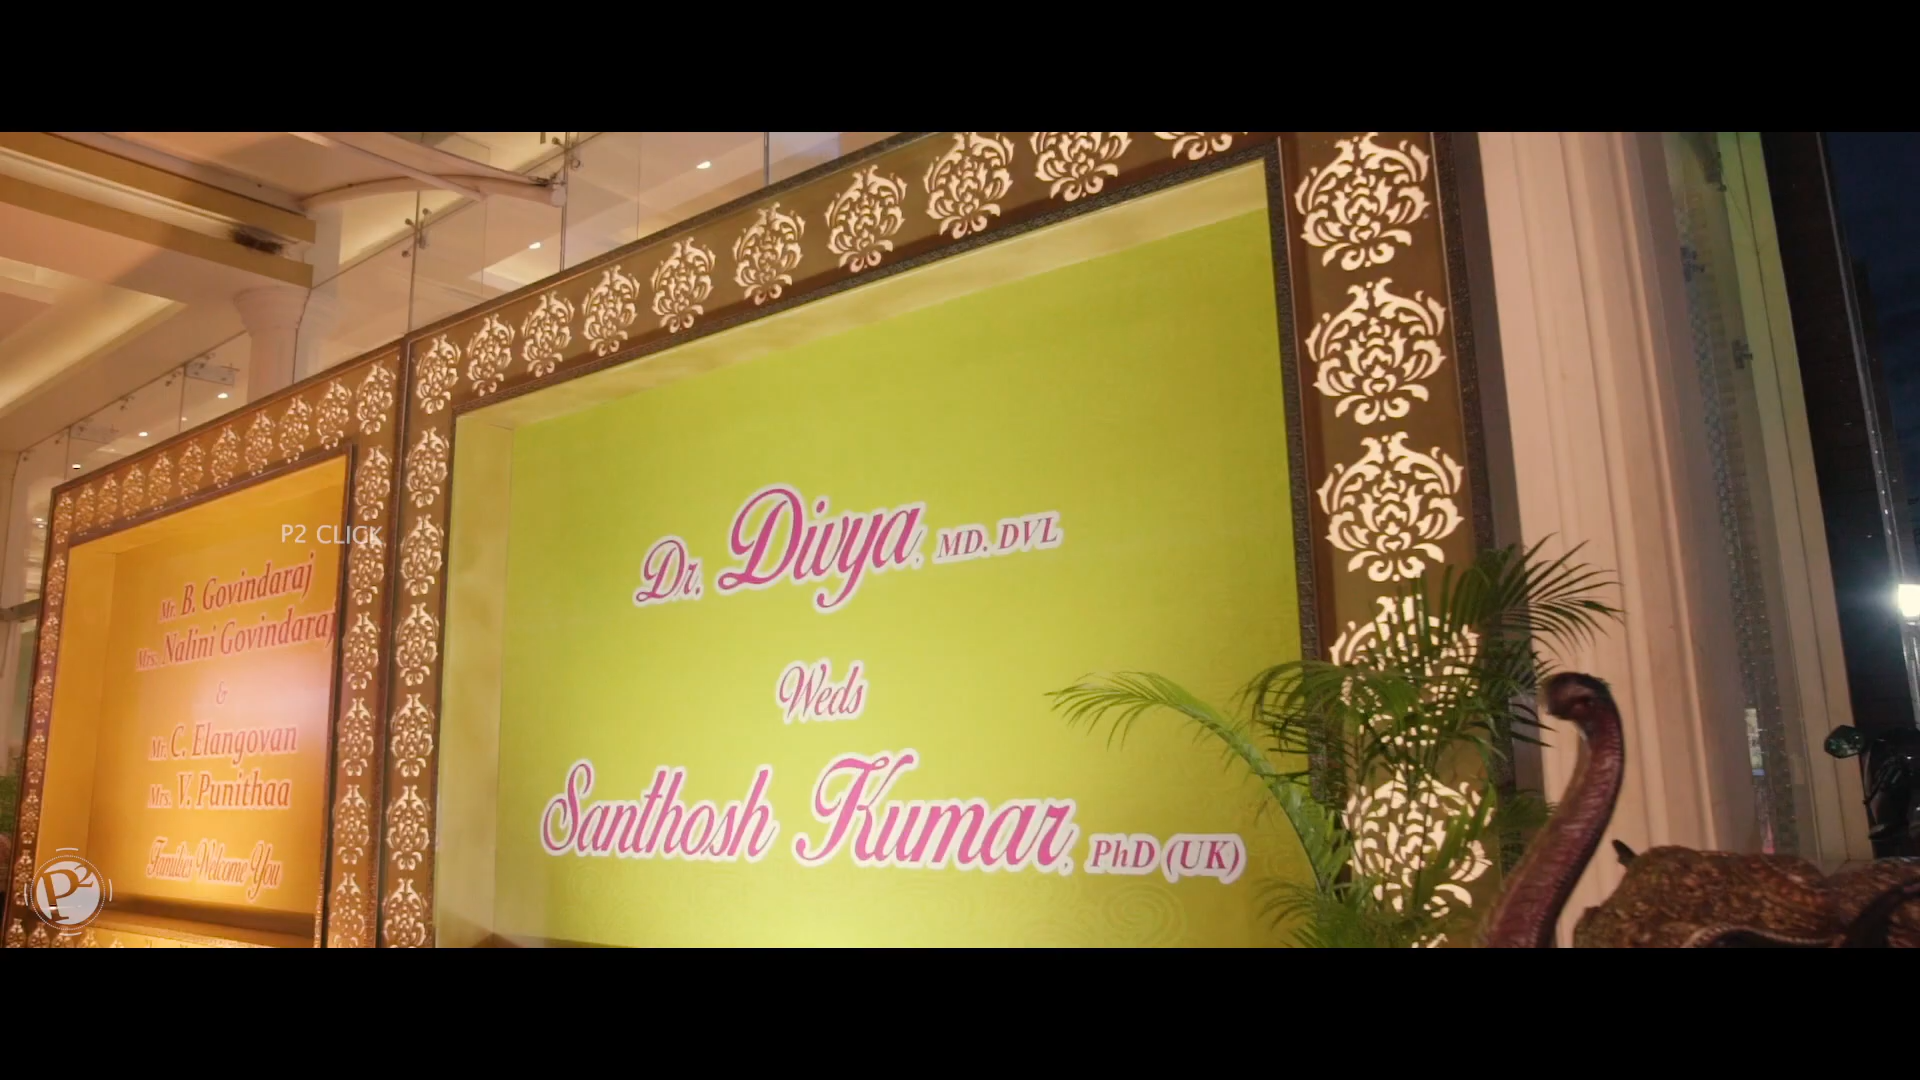 P2 CLICK
Mr. B. Govindaraj
Mrs. Nalini Govindaraj
&
Mr. C. Elangovan
Mrs. V. Punithaa
Families Welcome You
P2
Dr. Divya, MD. DVL
Weds
Santhosh Kumar, PhD (UK)